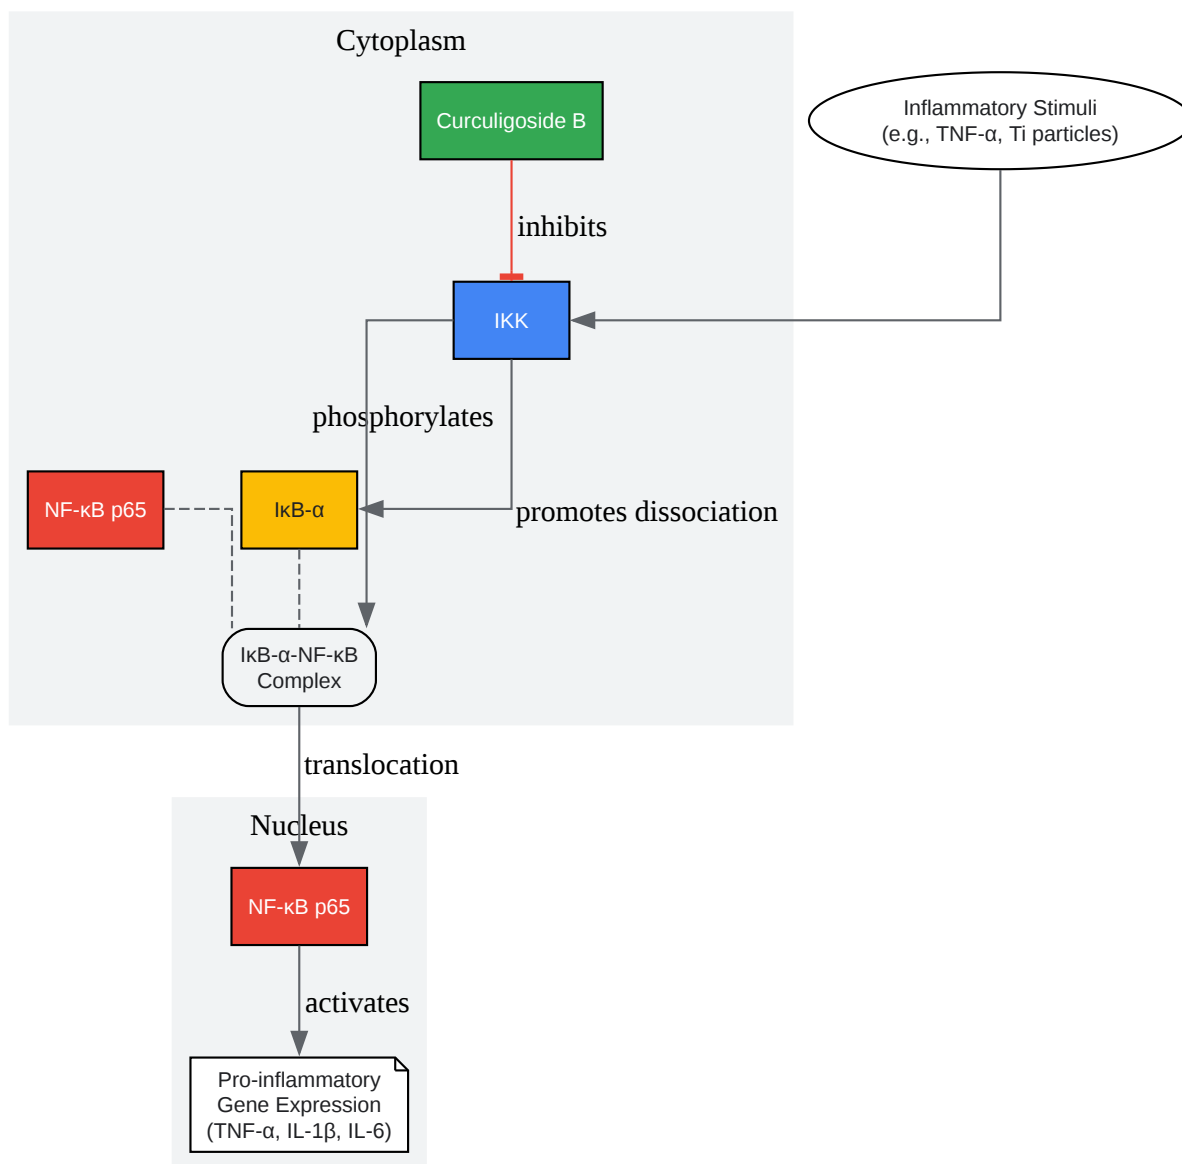 Cytoplasm
Curculigoside B
Inflammatory Stimuli
(e.g., TNF-α, Ti particles)
inhibits
IKK
phosphorylates
NF-κB p65
IκB-α
promotes dissociation
IκB-α-NF-κB
Complex
translocation
Nucleus
NF-κB p65
activates
Pro-inflammatory
Gene Expression
(TNF-α, IL-1β, IL-6)